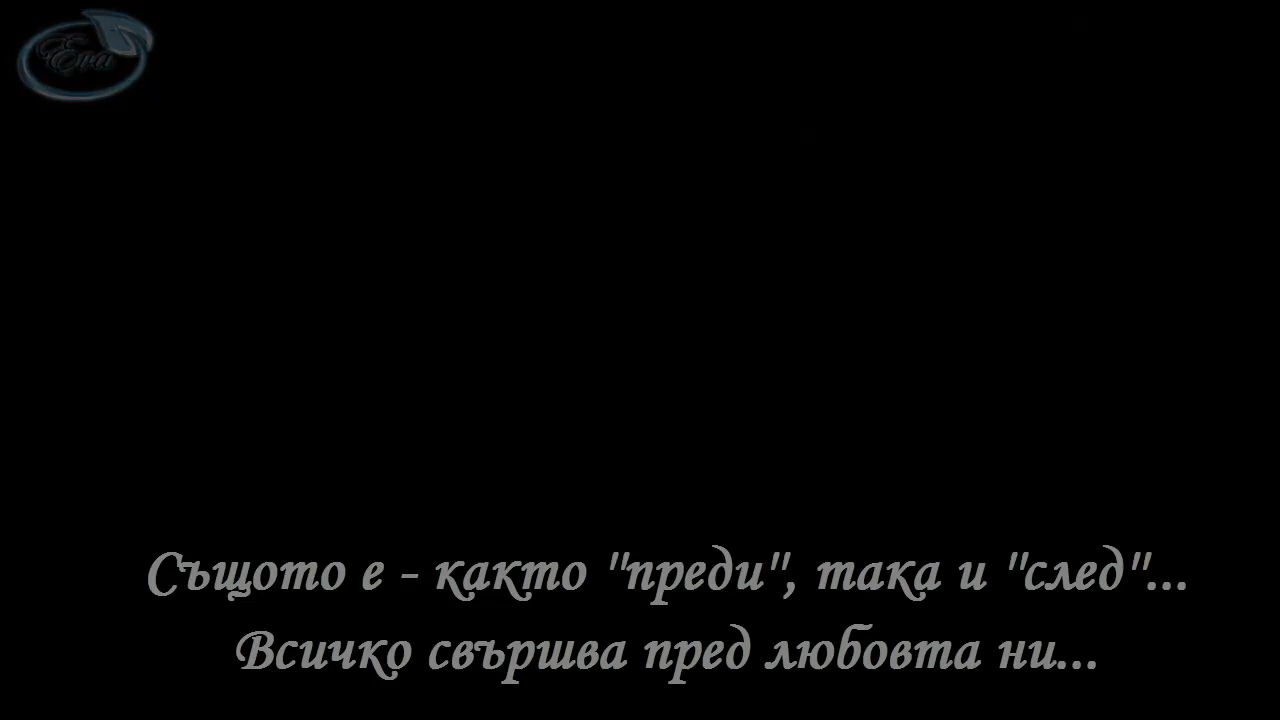 Същото е - както "преди", така и "след"...
Всичко свършва пред любовта ни...